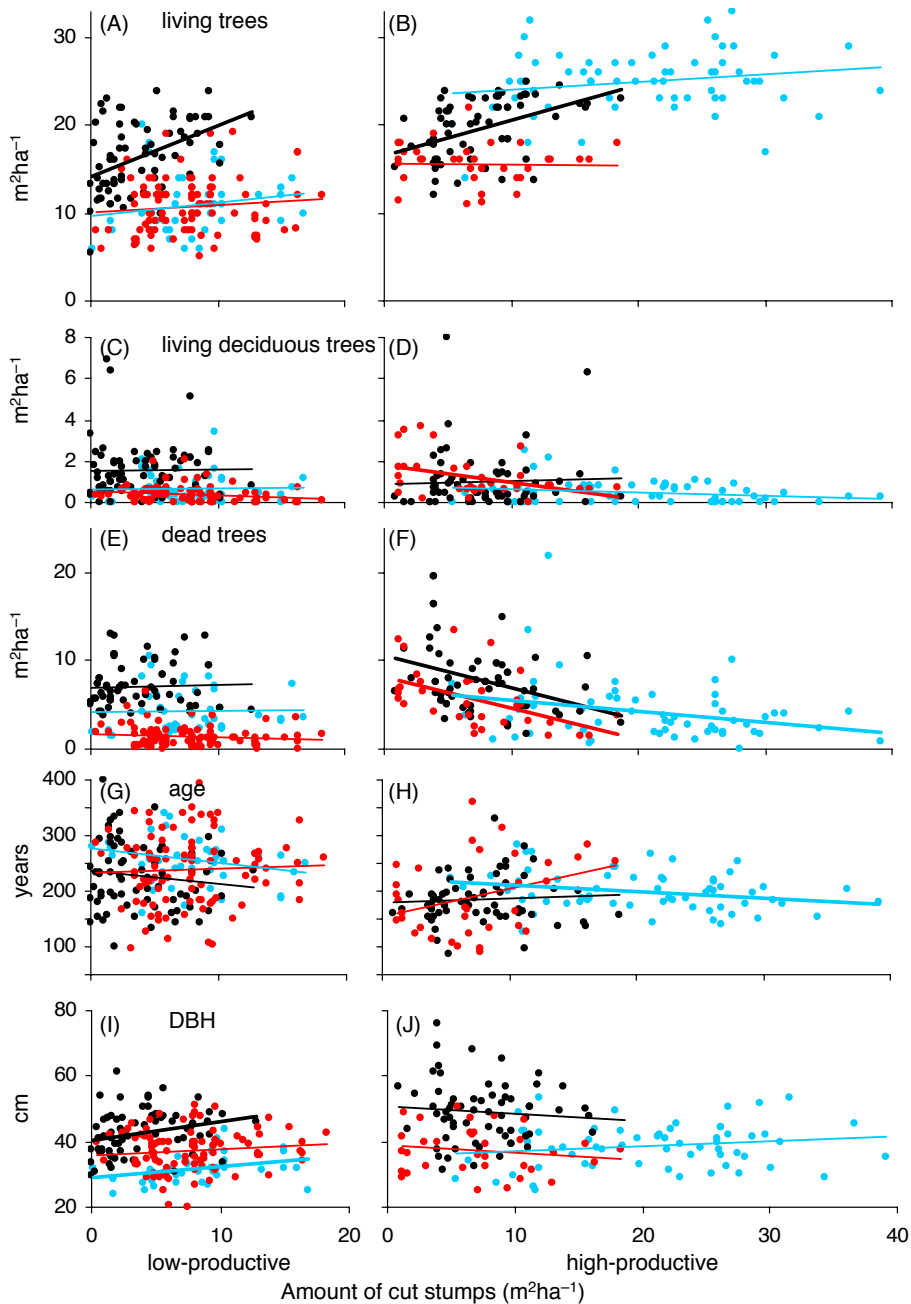 (A) living trees (B)
30
20
10
0
m²ha⁻¹
(C) living deciduous trees (D)
8
6
4
2
0
m²ha⁻¹
(E) dead trees (F)
20
10
0
m²ha⁻¹
(G) age (H)
400
300
200
100
years
(I) DBH (J)
80
60
40
20
cm
0 10 20 0 10 20 30 40
low-productive high-productive
Amount of cut stumps (m²ha⁻¹)